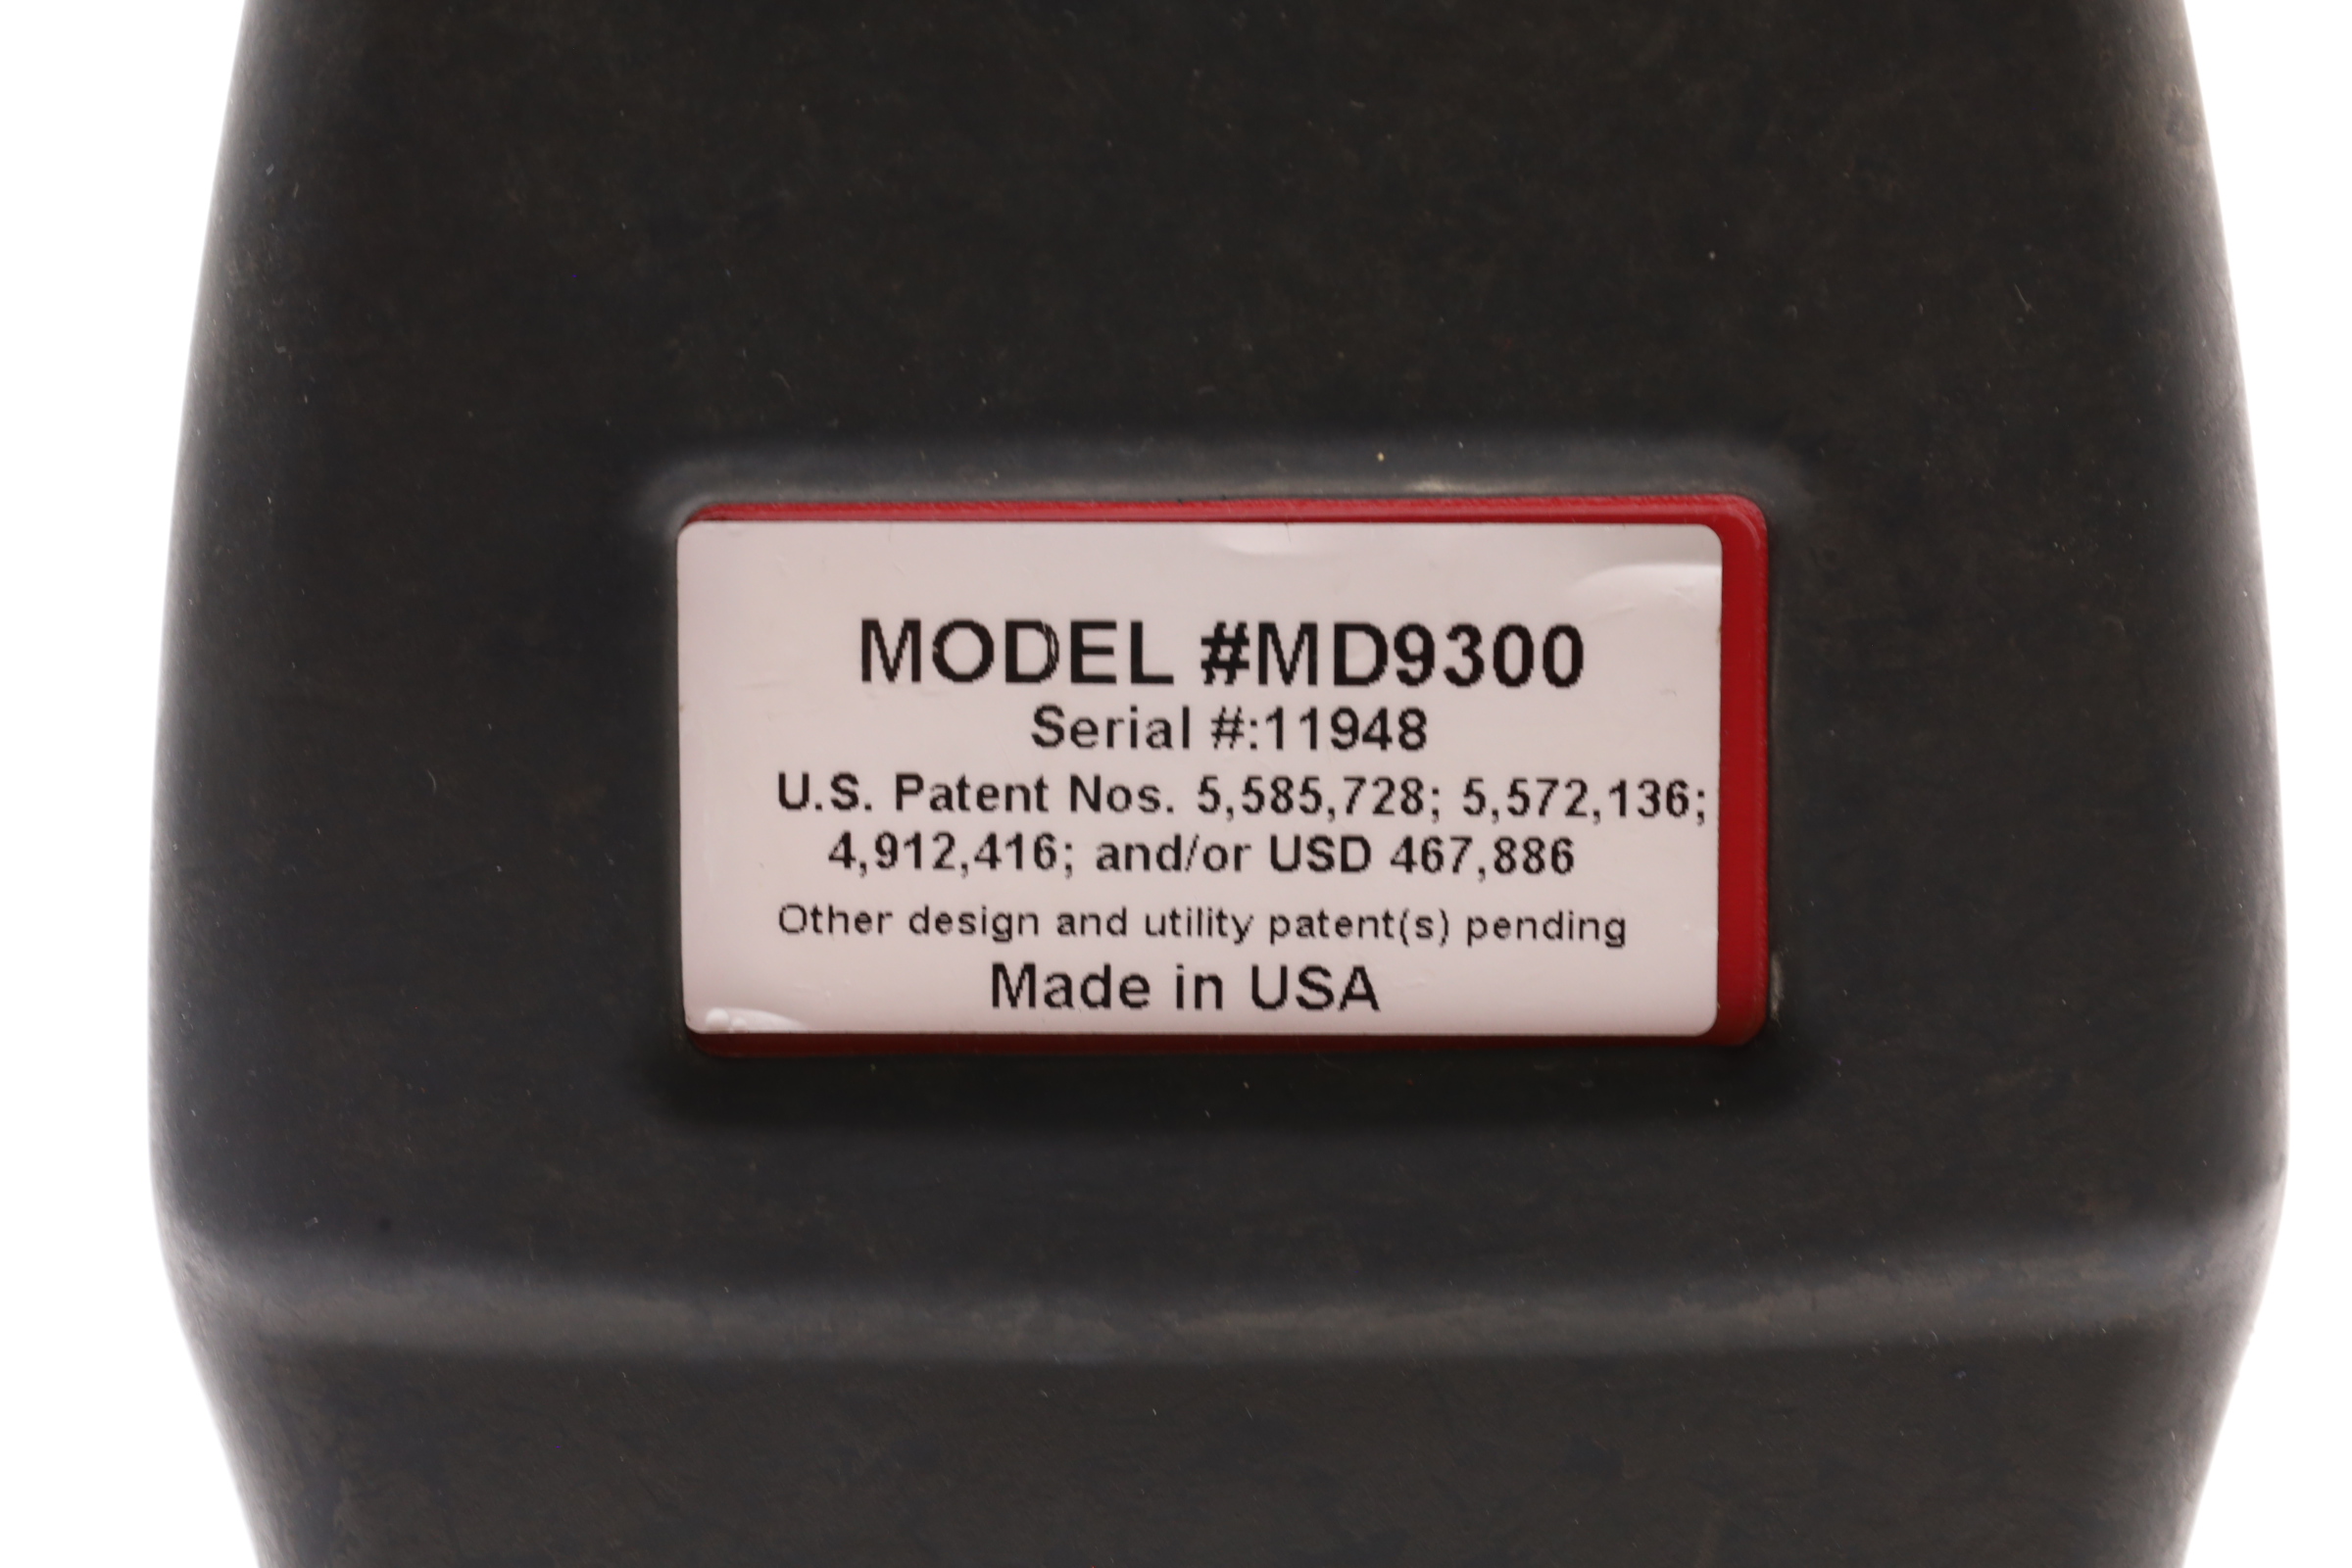 MODEL #MD9300
Serial #:11948
U.S. Patent Nos. 5,585,728; 5,572,136;
4,912,416; and/or USD 467,886
Other design and utility patent(s) pending
Made in USA